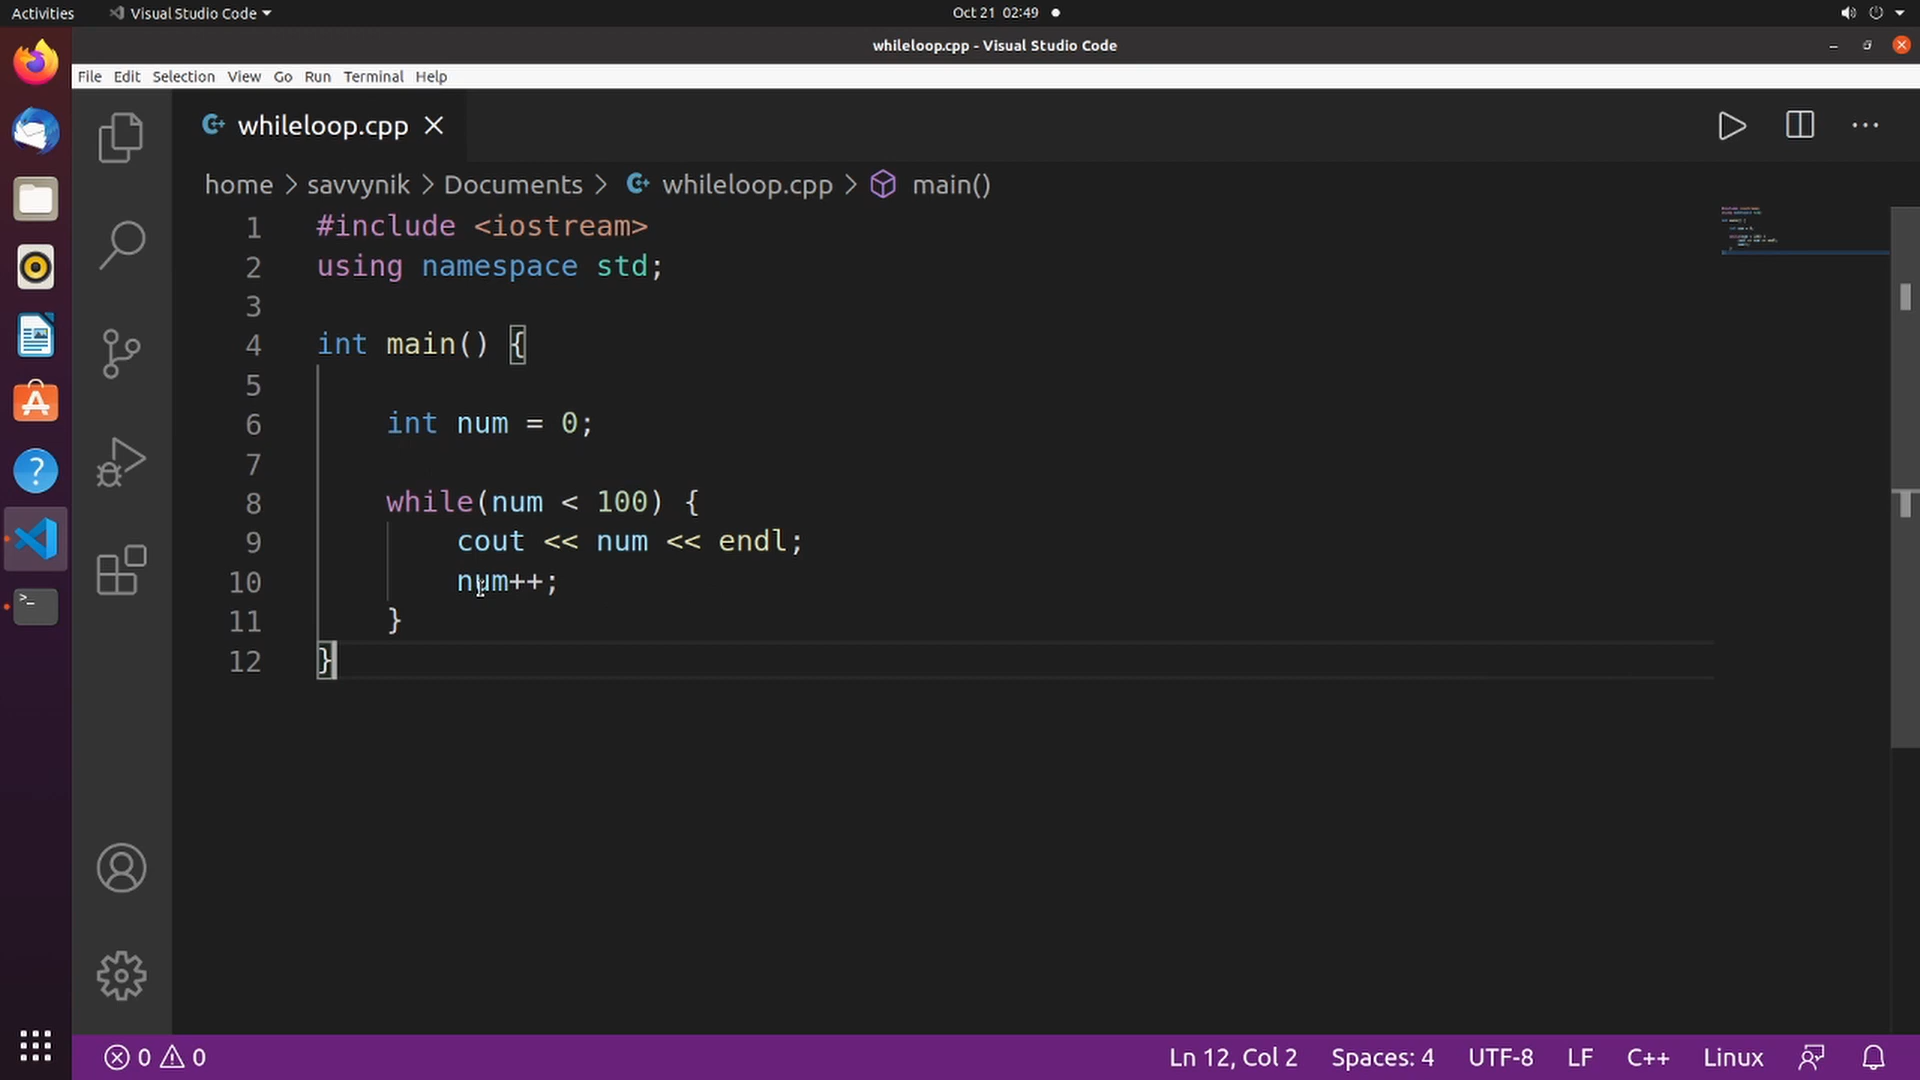 Activities Visual Studio Code Oct 21 02:49
whileloop.cpp - Visual Studio Code
File Edit Selection View Go Run Terminal Help
whileloop.cpp
home > savvynik > Documents > whileloop.cpp > main()
1 #include <iostream>
2 using namespace std;
3
4 int main() {
5
6 int num = 0;
7
8 while(num < 100) {
9 cout << num << endl;
10 num++;
11 }
12 }
0 0 Ln 12, Col 2 Spaces: 4 UTF-8 LF C++ Linux